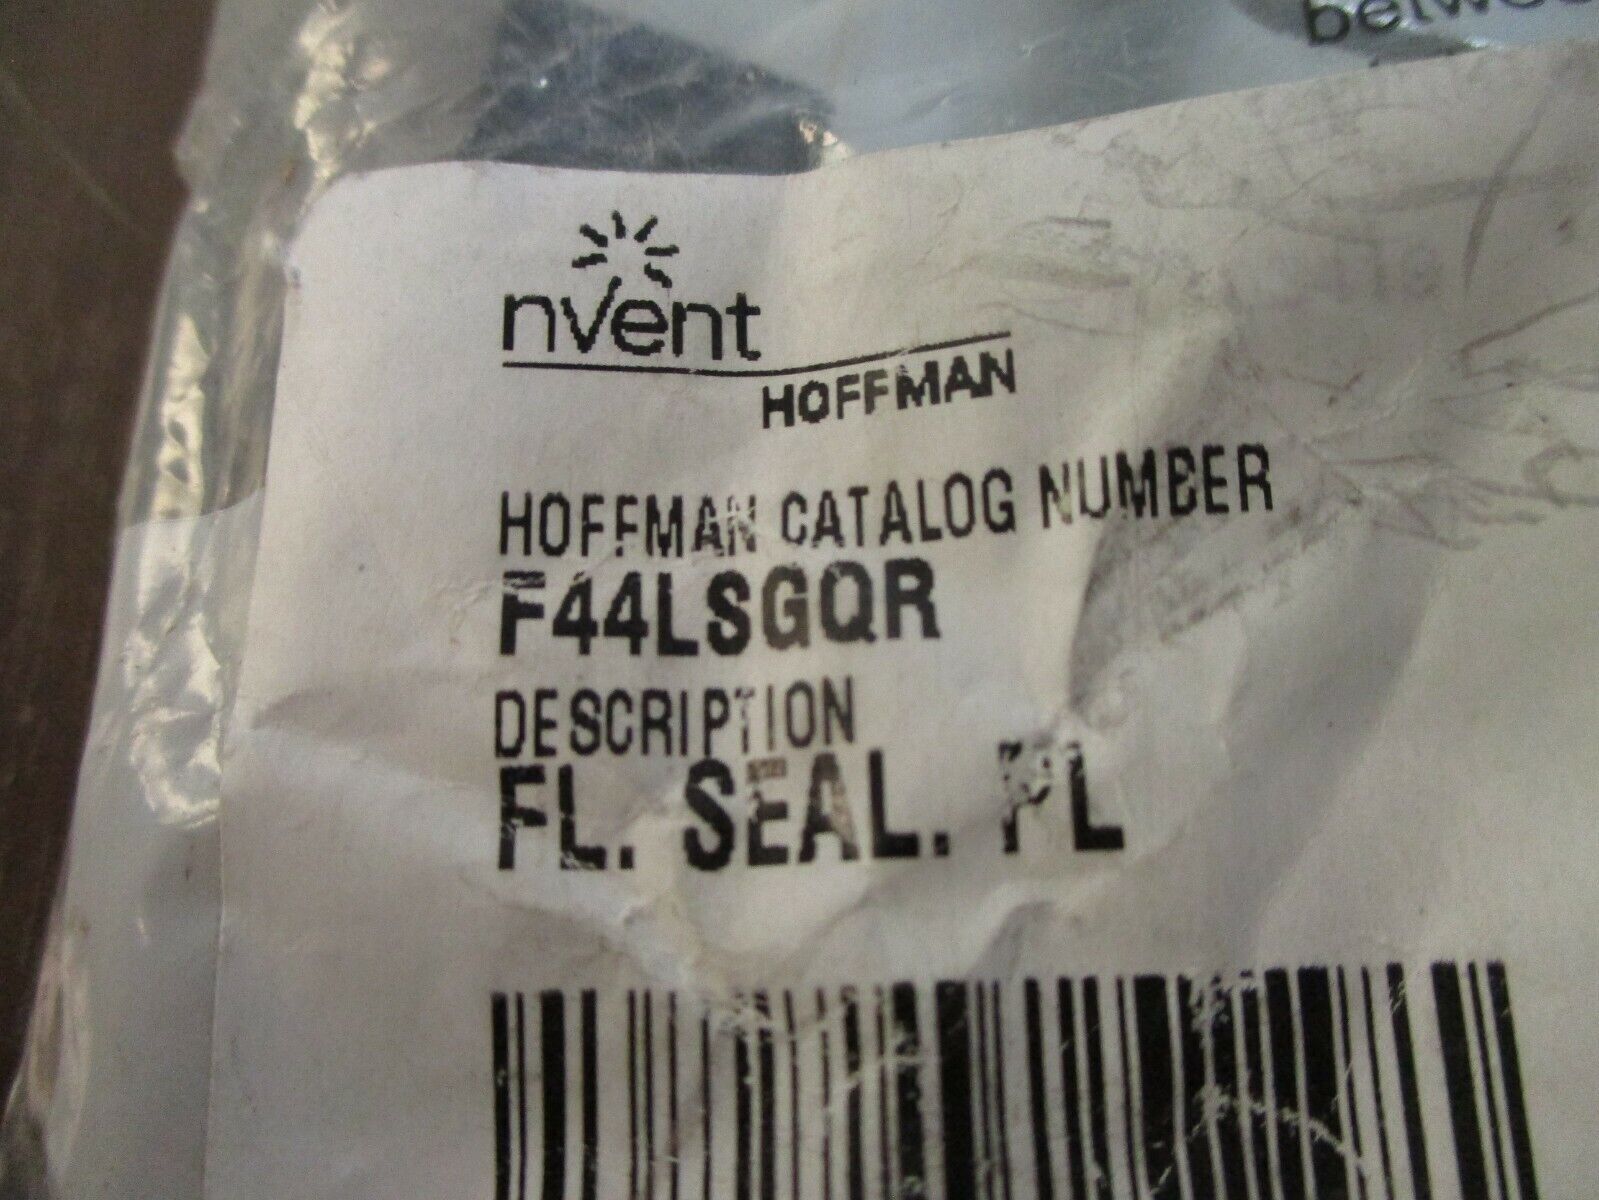 nVent
HOFFMAN
HOFFMAN CATALOG NUMBER
F44LSGQR
DESCRIPTION
FL. SEAL. PL